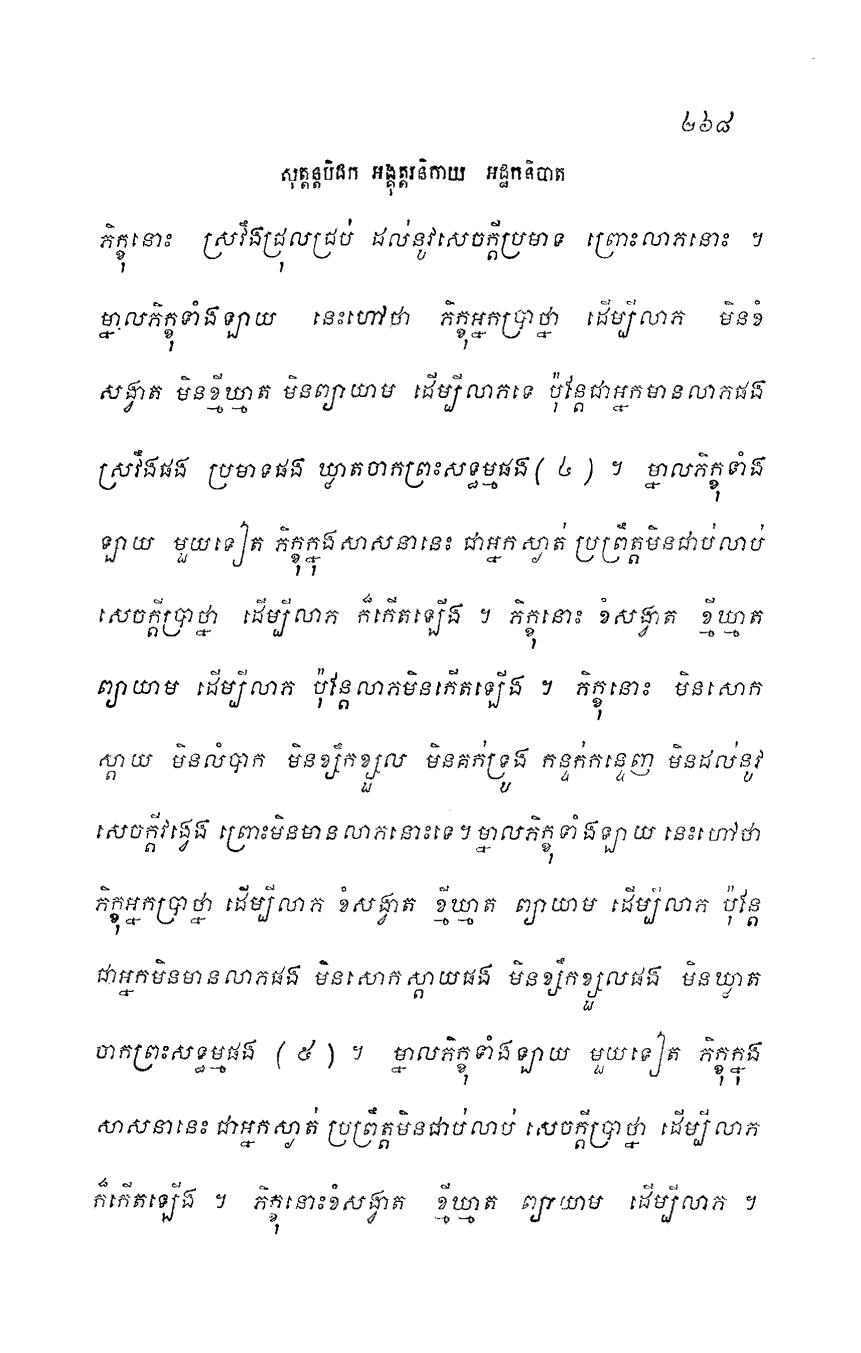 ២៦៨
សុត្តន្តបិដក អង្គុត្តរនិកាយ អដ្ឋកនិបាត
ភិក្ខុនោះ ស្រវឹងជ្រុលជ្រប់ ដល់នូវសេចក្តីប្រមាទ ព្រោះលាភនោះ ។
ម្នាលភិក្ខុទាំងឡាយ នេះហៅថា ភិក្ខុអ្នកប្រាថ្នា ដើម្បីលាភ មិនខំ
សង្វាត មិនខ្មីឃ្មាត មិនព្យាយាម ដើម្បីលាភទេ ប៉ុន្តែជាអ្នកមានលាភផង
ស្រវឹងផង ប្រមាទផង ឃ្លាតចាកព្រះសទ្ធម្មផង ( ៤ ) ។ ម្នាលភិក្ខុទាំង
ឡាយ មួយទៀត ភិក្ខុក្នុងសាសនានេះ ជាអ្នកស្ងាត់ ប្រព្រឹត្តមិនជាប់លាប់
សេចក្តីប្រាថ្នា ដើម្បីលាភ ក៏កើតឡើង ។ ភិក្ខុនោះ ខំសង្វាត ខ្មីឃ្មាត
ព្យាយាម ដើម្បីលាភ ប៉ុន្តែលាភមិនកើតឡើង ។ ភិក្ខុនោះ មិនសោក
ស្តាយ មិនលំបាក មិនខ្សឹកខ្សួល មិនគក់ទ្រូង កន្ទក់កន្ទេញ មិនដល់នូវ
សេចក្តីវង្វេង ព្រោះមិនមានលាភនោះទេ។ ម្នាលភិក្ខុទាំងឡាយ នេះហៅថា
ភិក្ខុអ្នកប្រាថ្នា ដើម្បីលាភ ខំសង្វាត ខ្មីឃ្មាត ព្យាយាម ដើម្បីលាភ ប៉ុន្តែ
ជាអ្នកមិនមានលាភផង មិនសោកស្តាយផង មិនខ្សឹកខ្សួលផង មិនឃ្លាត
ចាកព្រះសទ្ធម្មផង ( ៥ ) ។ ម្នាលភិក្ខុទាំងឡាយ មួយទៀត ភិក្ខុក្នុង
សាសនានេះ ជាអ្នកស្ងាត់ ប្រព្រឹត្តមិនជាប់លាប់ សេចក្តីប្រាថ្នា ដើម្បីលាភ
ក៏កើតឡើង ។ ភិក្ខុនោះខំសង្វាត ខ្មីឃ្មាត ព្យាយាម ដើម្បីលាភ ។